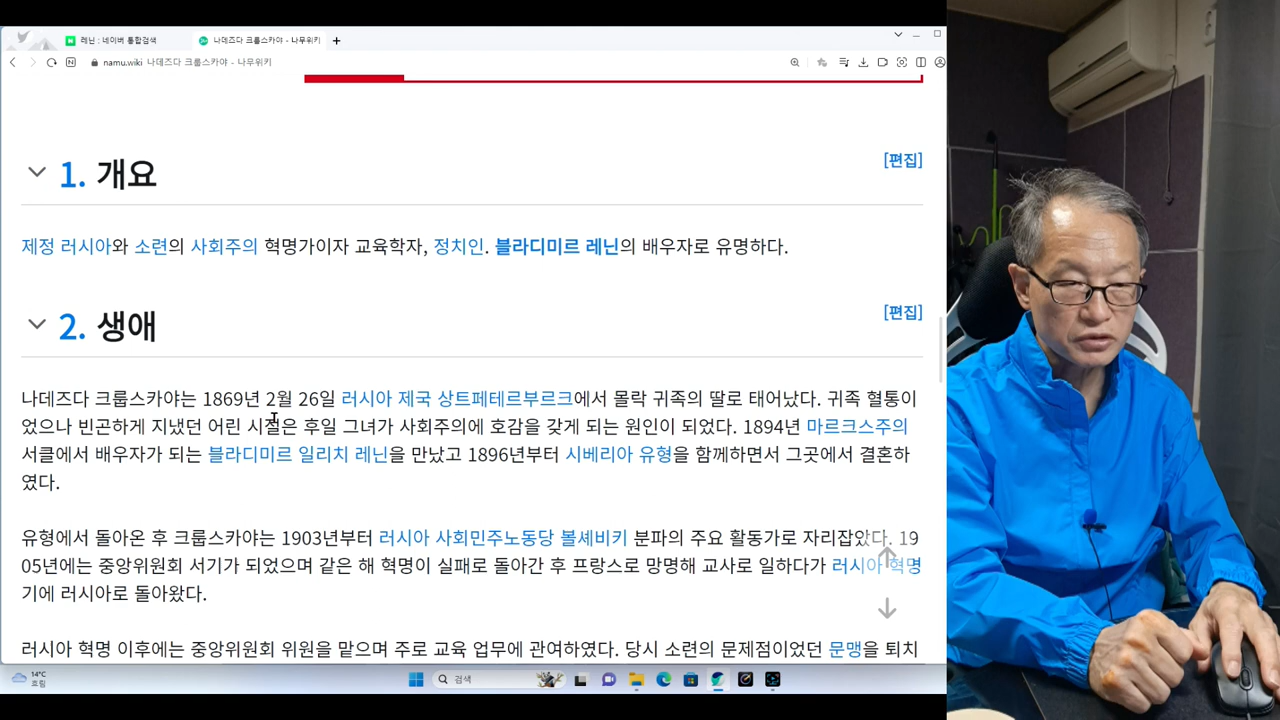 레닌 : 네이버 통합검색
나데즈다 크룹스카야 - 나무위키
namu.wiki 나데즈다 크룹스카야 - 나무위키
1. 개요
[편집]
제정 러시아와 소련의 사회주의 혁명가이자 교육학자, 정치인. 블라디미르 레닌의 배우자로 유명하다.
2. 생애
[편집]
나데즈다 크룹스카야는 1869년 2월 26일 러시아 제국 상트페테르부르크에서 몰락 귀족의 딸로 태어났다. 귀족 혈통이
었으나 빈곤하게 지냈던 어린 시절은 후일 그녀가 사회주의에 호감을 갖게 되는 원인이 되었다. 1894년 마르크스주의
서클에서 배우자가 되는 블라디미르 일리치 레닌을 만났고 1896년부터 시베리아 유형을 함께하면서 그곳에서 결혼하
였다.
유형에서 돌아온 후 크룹스카야는 1903년부터 러시아 사회민주노동당 볼셰비키 분파의 주요 활동가로 자리잡았다. 19
05년에는 중앙위원회 서기가 되었으며 같은 해 혁명이 실패로 돌아간 후 프랑스로 망명해 교사로 일하다가 러시아 혁명
기에 러시아로 돌아왔다.
러시아 혁명 이후에는 중앙위원회 위원을 맡으며 주로 교육 업무에 관여하였다. 당시 소련의 문제점이었던 문맹을 퇴치
14°C
흐림
검색